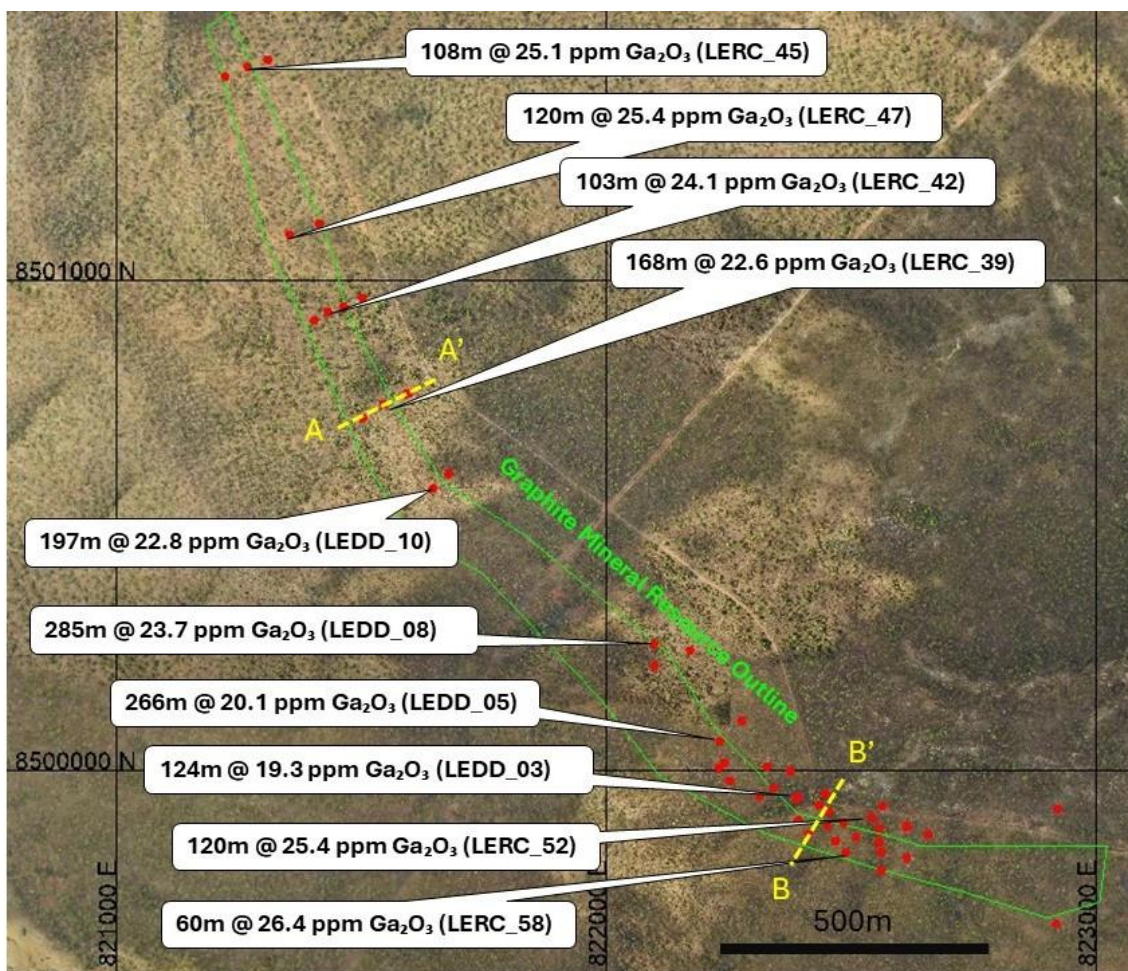 108m @ 25.1 ppm Ga₂O₃ (LERC_45)
120m @ 25.4 ppm Ga₂O₃ (LERC_47)
103m @ 24.1 ppm Ga₂O₃ (LERC_42)
168m @ 22.6 ppm Ga₂O₃ (LERC_39)
8501000 N
A'
A
Graphite Mineral Resource Outline
197m @ 22.8 ppm Ga₂O₃ (LEDD_10)
285m @ 23.7 ppm Ga₂O₃ (LEDD_08)
266m @ 20.1 ppm Ga₂O₃ (LEDD_05)
8500000 N
B'
124m @ 19.3 ppm Ga₂O₃ (LEDD_03)
120m @ 25.4 ppm Ga₂O₃ (LERC_52)
B
60m @ 26.4 ppm Ga₂O₃ (LERC_58)
500m
821000 E
822000 E
823000 E